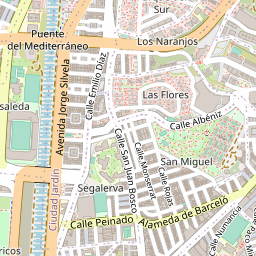 Sur
Puente
del Mediterráneo
Los Naranjos
Las Flores
Avenida Jorge Silvela
Calle Emilio Díaz
saleda
Calle Albéniz
Calle San Juan Bosco
Calle Monserrat
Calle Rojas
San Miguel
Segalerva
Ciudad Jardín
Calle Peinado
Alameda de Barceló
Calle Numancia
ricos